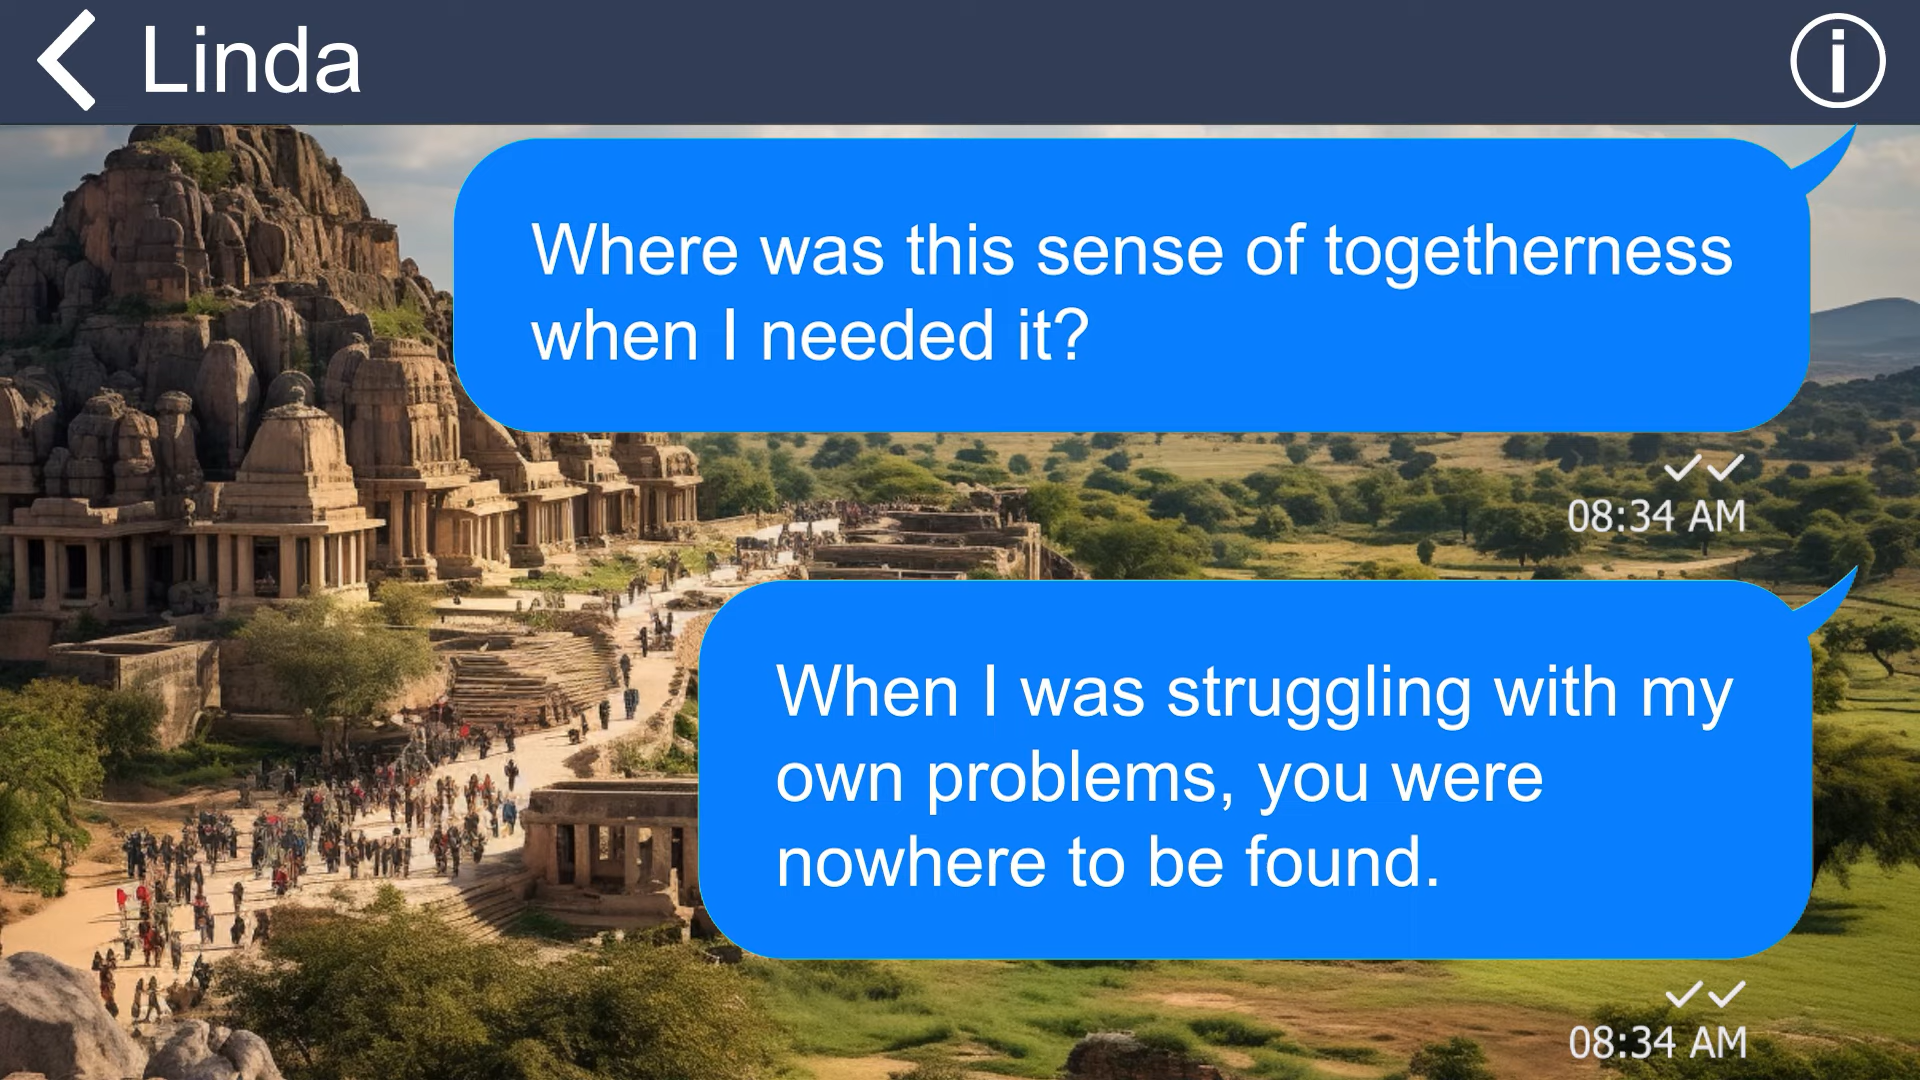 Linda
Where was this sense of togetherness
when I needed it?
08:34 AM
When I was struggling with my
own problems, you were
nowhere to be found.
08:34 AM